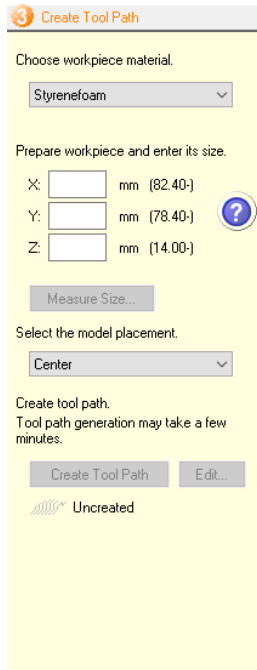 3 Create Tool Path
Choose workpiece material.
Styrenefoam
Prepare workpiece and enter its size.
X: mm (82.40-)
Y: mm (78.40-)
?
Z: mm (14.00-)
Measure Size...
Select the model placement.
Center
Create tool path.
Tool path generation may take a few
minutes.
Create Tool Path Edit...
Uncreated